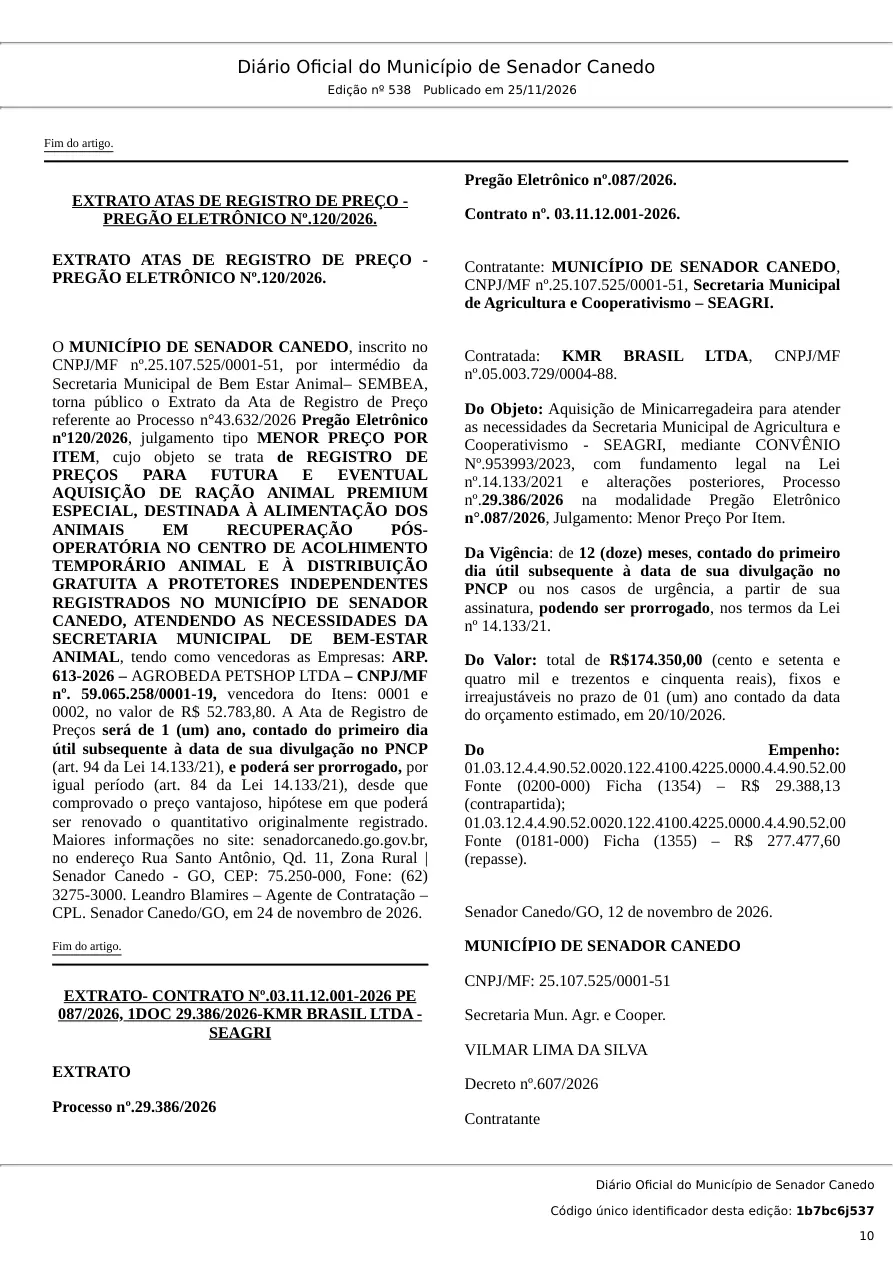 Diário Oficial do Município de Senador Canedo
Edição nº 538 Publicado em 25/11/2026
Fim do artigo.
EXTRATO ATAS DE REGISTRO DE PREÇO -
PREGÃO ELETRÔNICO Nº.120/2026.
EXTRATO ATAS DE REGISTRO DE PREÇO -
PREGÃO ELETRÔNICO Nº.120/2026.
O MUNICÍPIO DE SENADOR CANEDO, inscrito no
CNPJ/MF nº.25.107.525/0001-51, por intermédio da
Secretaria Municipal de Bem Estar Animal– SEMBEA,
torna público o Extrato da Ata de Registro de Preço
referente ao Processo n°43.632/2026 Pregão Eletrônico
nº120/2026, julgamento tipo MENOR PREÇO POR
ITEM, cujo objeto se trata de REGISTRO DE
PREÇOS PARA FUTURA E EVENTUAL
AQUISIÇÃO DE RAÇÃO ANIMAL PREMIUM
ESPECIAL, DESTINADA À ALIMENTAÇÃO DOS
ANIMAIS EM RECUPERAÇÃO PÓS-
OPERATÓRIA NO CENTRO DE ACOLHIMENTO
TEMPORÁRIO ANIMAL E À DISTRIBUIÇÃO
GRATUITA A PROTETORES INDEPENDENTES
REGISTRADOS NO MUNICÍPIO DE SENADOR
CANEDO, ATENDENDO AS NECESSIDADES DA
SECRETARIA MUNICIPAL DE BEM-ESTAR
ANIMAL, tendo como vencedoras as Empresas: ARP.
613-2026 – AGROBEDA PETSHOP LTDA – CNPJ/MF
nº. 59.065.258/0001-19, vencedora do Itens: 0001 e
0002, no valor de R$ 52.783,80. A Ata de Registro de
Preços será de 1 (um) ano, contado do primeiro dia
útil subsequente à data de sua divulgação no PNCP
(art. 94 da Lei 14.133/21), e poderá ser prorrogado, por
igual período (art. 84 da Lei 14.133/21), desde que
comprovado o preço vantajoso, hipótese em que poderá
ser renovado o quantitativo originalmente registrado.
Maiores informações no site: senadorcanedo.go.gov.br,
no endereço Rua Santo Antônio, Qd. 11, Zona Rural |
Senador Canedo - GO, CEP: 75.250-000, Fone: (62)
3275-3000. Leandro Blamires – Agente de Contratação –
CPL. Senador Canedo/GO, em 24 de novembro de 2026.
Fim do artigo.
EXTRATO- CONTRATO Nº.03.11.12.001-2026 PE
087/2026, 1DOC 29.386/2026-KMR BRASIL LTDA -
SEAGRI
EXTRATO
Processo nº.29.386/2026
Pregão Eletrônico nº.087/2026.
Contrato nº. 03.11.12.001-2026.
Contratante: MUNICÍPIO DE SENADOR CANEDO,
CNPJ/MF nº.25.107.525/0001-51, Secretaria Municipal
de Agricultura e Cooperativismo – SEAGRI.
Contratada: KMR BRASIL LTDA, CNPJ/MF
nº.05.003.729/0004-88.
Do Objeto: Aquisição de Minicarregadeira para atender
as necessidades da Secretaria Municipal de Agricultura e
Cooperativismo - SEAGRI, mediante CONVÊNIO
Nº.953993/2023, com fundamento legal na Lei
nº.14.133/2021 e alterações posteriores, Processo
nº.29.386/2026 na modalidade Pregão Eletrônico
n°.087/2026, Julgamento: Menor Preço Por Item.
Da Vigência: de 12 (doze) meses, contado do primeiro
dia útil subsequente à data de sua divulgação no
PNCP ou nos casos de urgência, a partir de sua
assinatura, podendo ser prorrogado, nos termos da Lei
nº 14.133/21.
Do Valor: total de R$174.350,00 (cento e setenta e
quatro mil e trezentos e cinquenta reais), fixos e
irreajustáveis no prazo de 01 (um) ano contado da data
do orçamento estimado, em 20/10/2026.
Do Empenho:
01.03.12.4.4.90.52.0020.122.4100.4225.0000.4.4.90.52.00
Fonte (0200-000) Ficha (1354) – R$ 29.388,13
(contrapartida);
01.03.12.4.4.90.52.0020.122.4100.4225.0000.4.4.90.52.00
Fonte (0181-000) Ficha (1355) – R$ 277.477,60
(repasse).
Senador Canedo/GO, 12 de novembro de 2026.
MUNICÍPIO DE SENADOR CANEDO
CNPJ/MF: 25.107.525/0001-51
Secretaria Mun. Agr. e Cooper.
VILMAR LIMA DA SILVA
Decreto nº.607/2026
Contratante
Diário Oficial do Município de Senador Canedo
Código único identificador desta edição: 1b7bc6j537
10